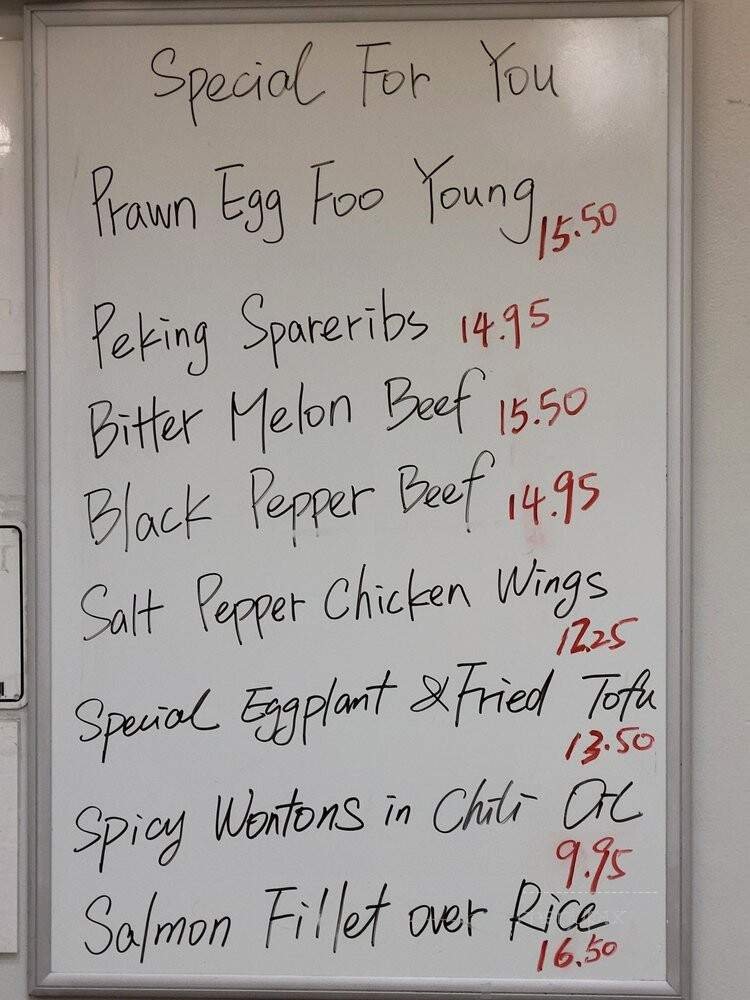 Special For You
Prawn Egg Foo Young
15.50
Peking Spareribs 14.95
Bitter Melon Beef 15.50
Black Pepper Beef 14.95
Salt Pepper Chicken Wings
12.25
Special Eggplant & Fried Tofu
13.50
Spicy Wontons in Chili Oil
9.95
Salmon Fillet over Rice
16.50